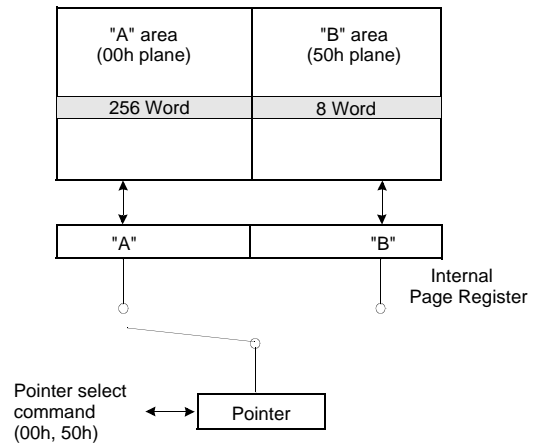 "A" area
(00h plane)
"B" area
(50h plane)
256 Word
8 Word
"A"
"B"
Internal
Page Register
Pointer select
command
(00h, 50h)
Pointer